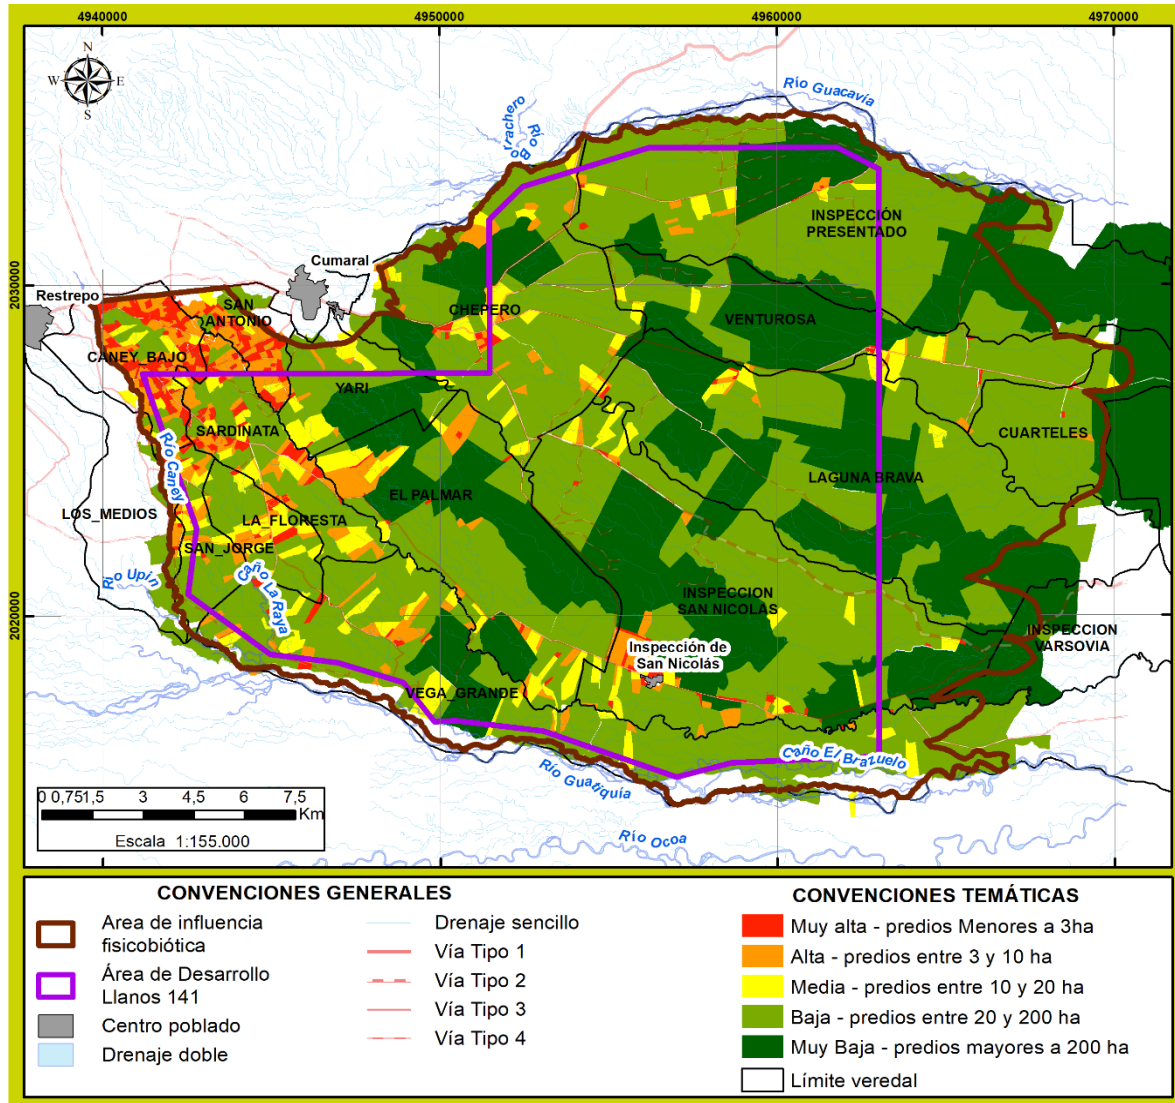 4940000
4950000
4960000
4970000
N
W
E
S
Río Guacavía
Río Bo
rrachero
INSPECCIÓN
PRESENTADO
Cumaral
2030000
Restrepo
SAN
ANTONIO
CHEPERO
VENTUROSA
CANEY_BAJO
YARI
SARDINATA
CUARTELES
Río Caney
LAGUNA BRAVA
EL PALMAR
LOS_MEDIOS
LA_FLORESTA
SAN_JORGE
Río Upín
Caño La Raya
INSPECCION
SAN NICOLAS
2020000
INSPECCION
VARSOVIA
Inspección de
San Nicolás
VEGA_GRANDE
Caño El Brazuelo
Río Guatiquía
Río Ocoa
0 0,751,5 3 4,5 6 7,5
Km
Escala 1:155.000
CONVENCIONES GENERALES
Area de influencia
fisicobiótica
Área de Desarrollo
Llanos 141
Centro poblado
Drenaje doble
Drenaje sencillo
Vía Tipo 1
Vía Tipo 2
Vía Tipo 3
Vía Tipo 4
CONVENCIONES TEMÁTICAS
Muy alta - predios Menores a 3ha
Alta - predios entre 3 y 10 ha
Media - predios entre 10 y 20 ha
Baja - predios entre 20 y 200 ha
Muy Baja - predios mayores a 200 ha
Límite veredal